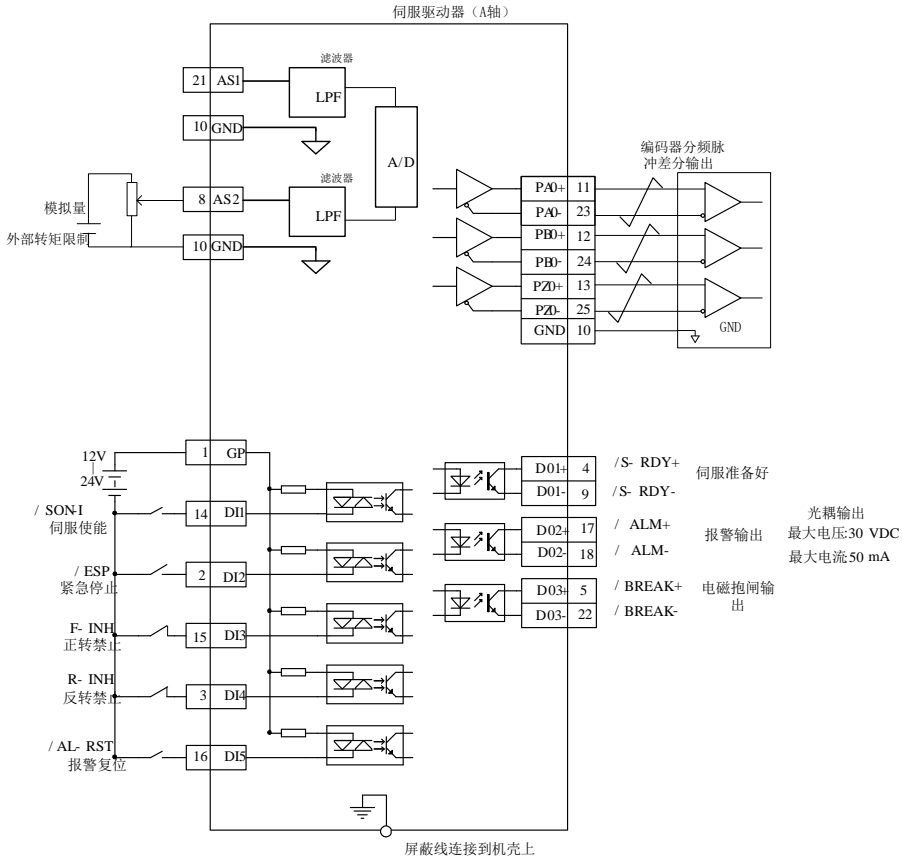 伺服驱动器（A轴）
滤波器
21 AS1
LPF
10 GND
A/D
滤波器
8 AS2
LPF
模拟量
外部转矩限制
10 GND
编码器分频脉
冲差分输出
PA0+ 11
PA0- 23
PB0+ 12
PB0- 24
PZ0+ 13
PZ0- 25
GND 10
GND
12V
|
24V
1 GP
/ SON-I
伺服使能
14 DI1
/ ESP
紧急停止
2 DI2
F- INH
正转禁止
15 DI3
R- INH
反转禁止
3 DI4
/ AL- RST
报警复位
16 DI5
D01+ 4 /S- RDY+
D01- 9 /S- RDY-
伺服准备好
D02+ 17 / ALM+
D02- 18 / ALM-
报警输出
D03+ 5 / BREAK+
D03- 22 / BREAK-
电磁抱闸输
出
光耦输出
最大电压:30 VDC
最大电流:50 mA
屏蔽线连接到机壳上